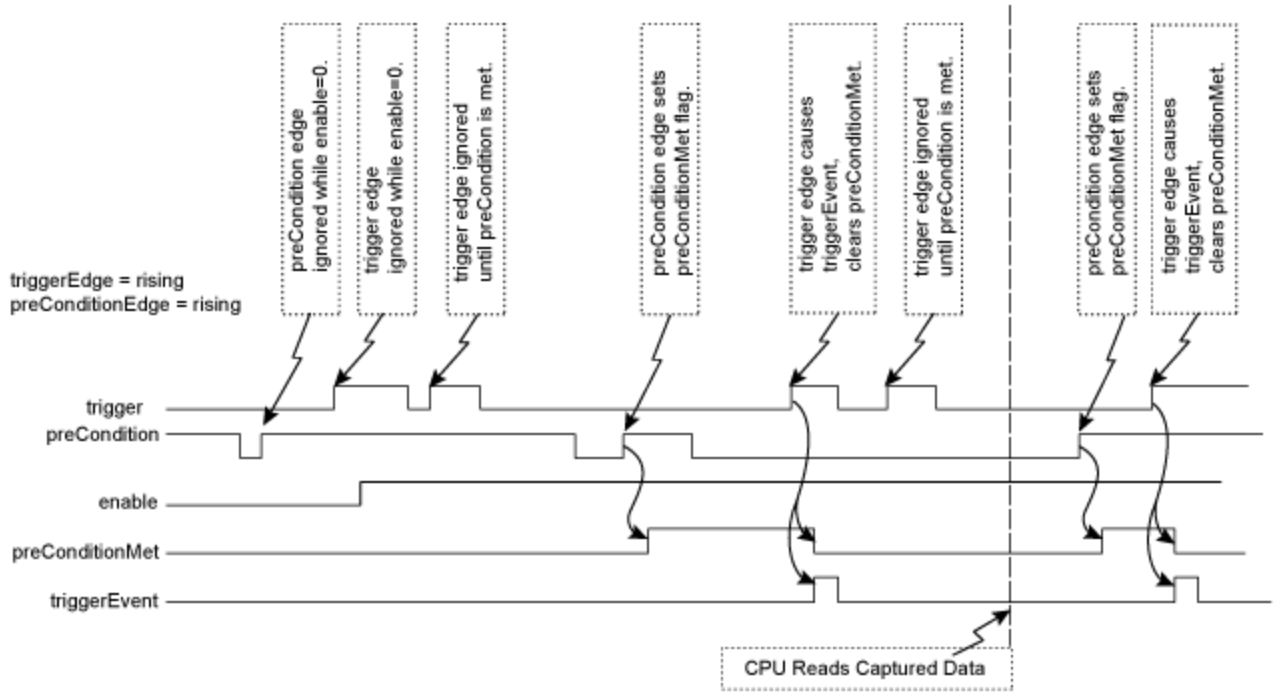 preCondition edge
ignored while enable=0.
trigger edge
ignored while enable=0.
trigger edge ignored
until preCondition is met.
preCondition edge sets
preConditionMet flag.
trigger edge causes
triggerEvent,
clears preConditionMet.
trigger edge ignored
until preCondition is met.
preCondition edge sets
preConditionMet flag.
trigger edge causes
triggerEvent,
clears preConditionMet.
triggerEdge = rising
preConditionEdge = rising
trigger
preCondition
enable
preConditionMet
triggerEvent
CPU Reads Captured Data